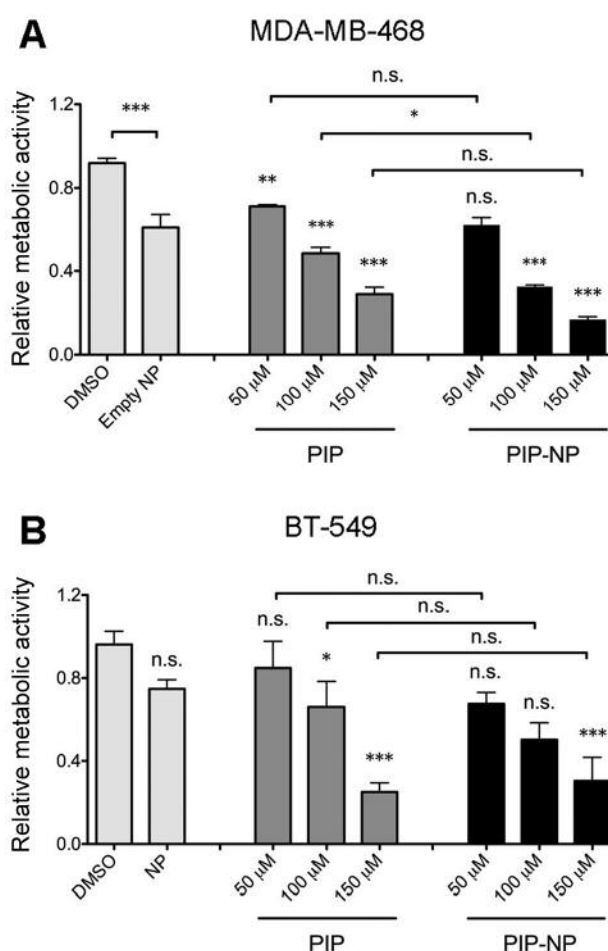 A
MDA-MB-468
n.s.
*
n.s.
***
Relative metabolic activity
1.2
0.8
0.4
0.0
**
***
***
n.s.
***
***
DMSO
Empty NP
50 µM
100 µM
150 µM
50 µM
100 µM
150 µM
PIP
PIP-NP
B
BT-549
n.s.
n.s.
n.s.
Relative metabolic activity
1.2
0.8
0.4
0.0
n.s.
n.s.
*
***
n.s.
n.s.
***
DMSO
NP
50 µM
100 µM
150 µM
50 µM
100 µM
150 µM
PIP
PIP-NP